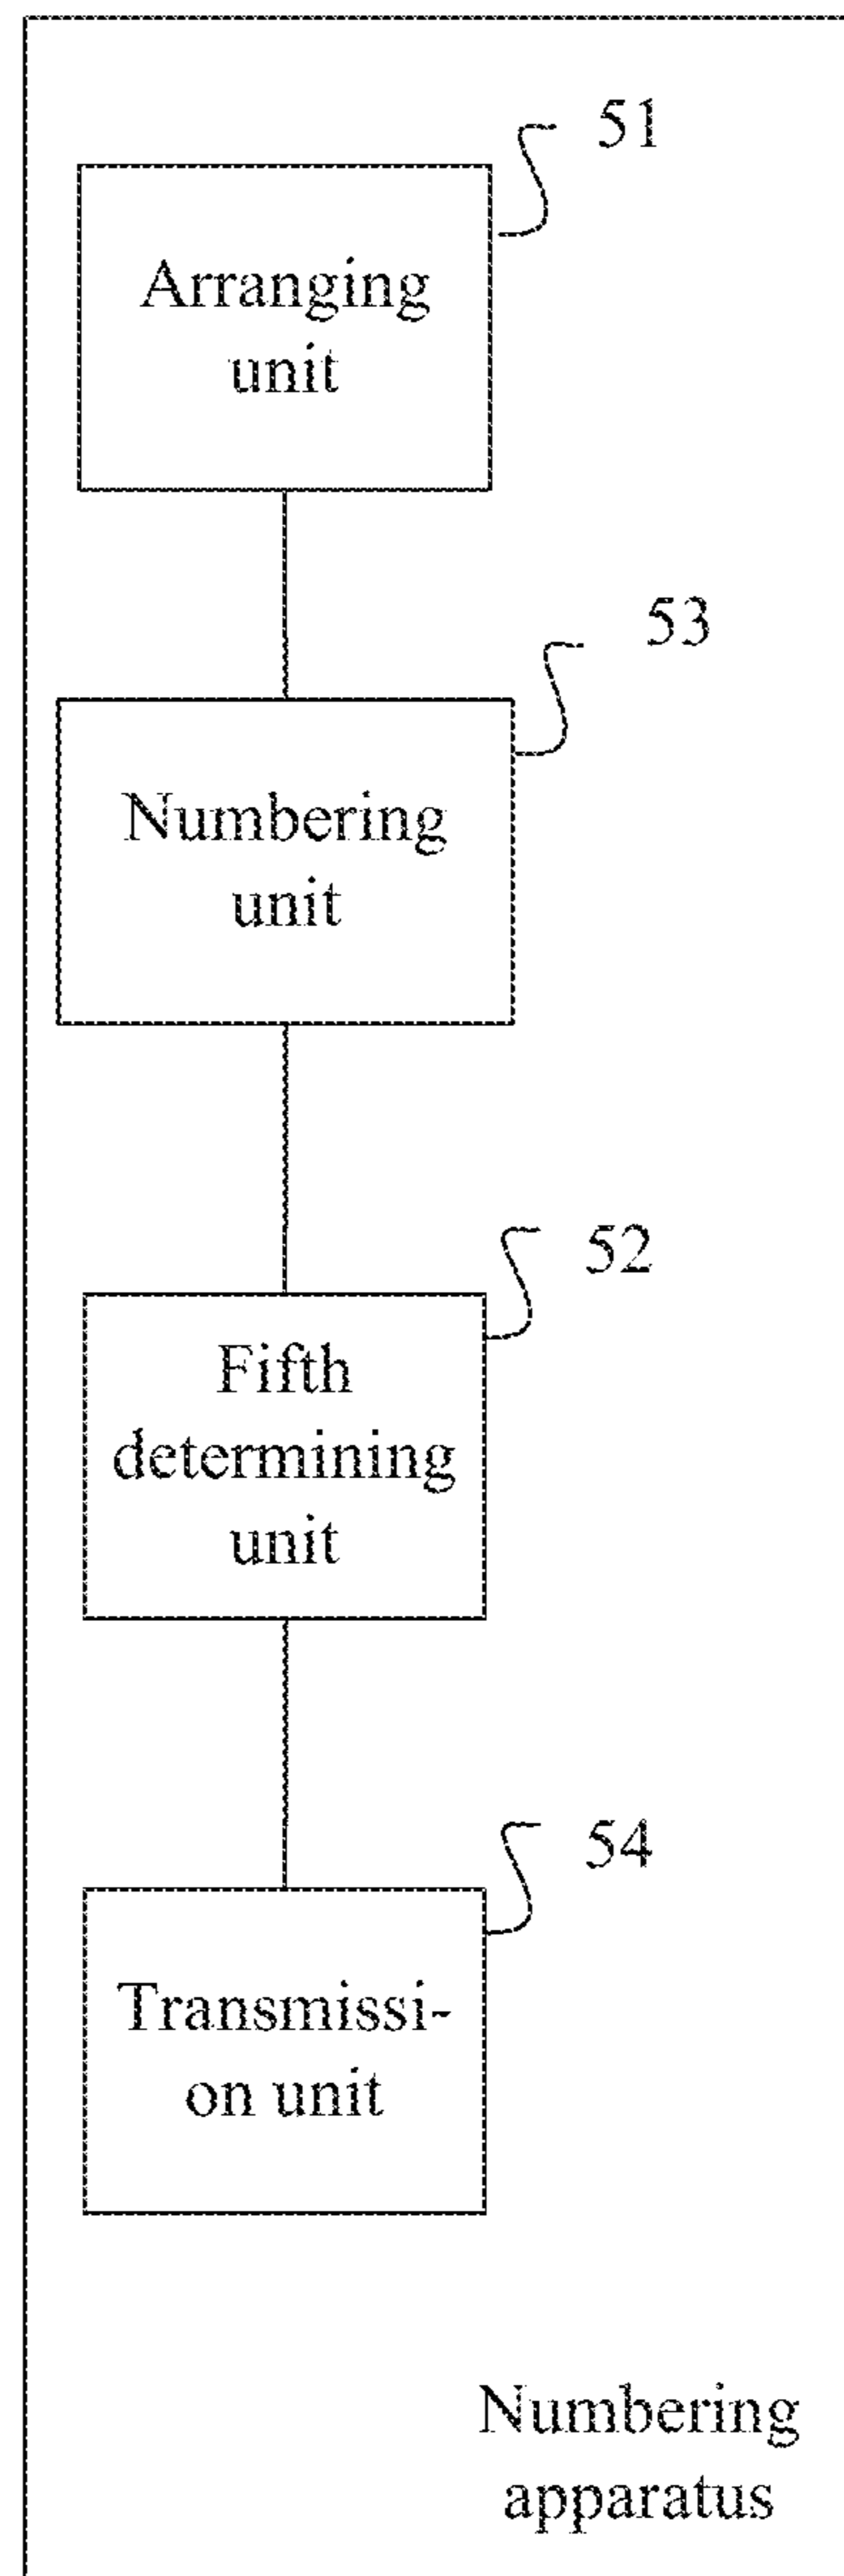 51
Arranging
unit
53
Numbering
unit
52
Fifth
determining
unit
54
Transmissi-
on unit
Numbering
apparatus